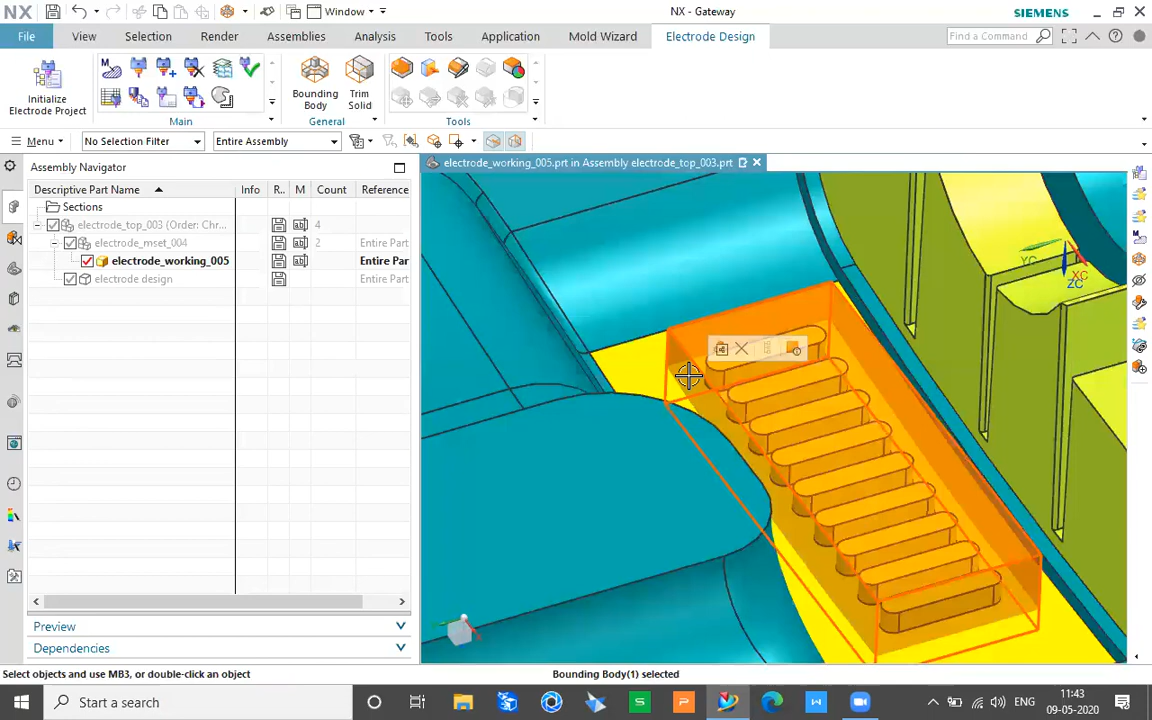 NX
Window
NX - Gateway
SIEMENS
File
View
Selection
Render
Assemblies
Analysis
Tools
Application
Mold Wizard
Electrode Design
Find a Command
Initialize
Electrode Project
Bounding
Body
Trim
Solid
Main
General
Tools
Menu
No Selection Filter
Entire Assembly
Assembly Navigator
electrode_working_005.prt in Assembly electrode_top_003.prt
Descriptive Part Name
Info
R..
M
Count
Reference
Sections
electrode_top_003 (Order: Chr...
4
electrode_mset_004
2
Entire Part
electrode_working_005
Entire Par
electrode design
Entire Part
YC
XC
ZC
Preview
Dependencies
Select objects and use MB3, or double-click an object
Bounding Body(1) selected
Start a search
ENG
11:43
09-05-2020